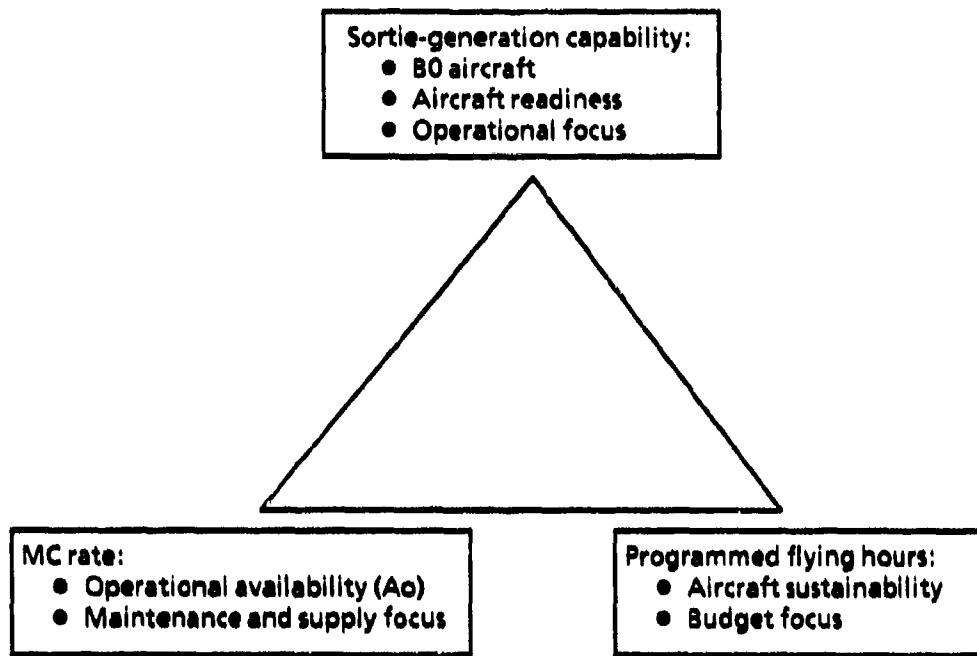 Sortie-generation capability:
● B0 aircraft
● Aircraft readiness
● Operational focus
MC rate:
● Operational availability (Ao)
● Maintenance and supply focus
Programmed flying hours:
● Aircraft sustainability
● Budget focus